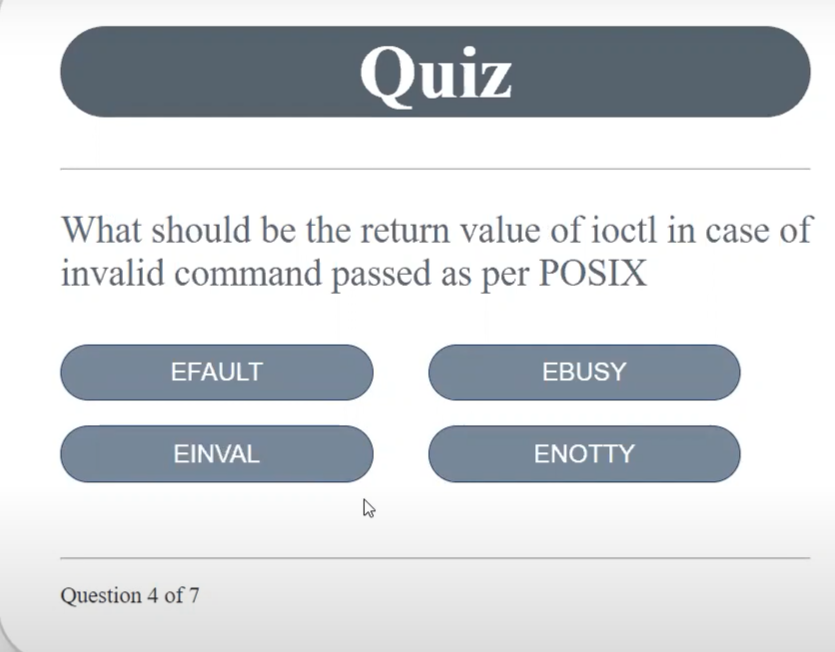 Quiz
What should be the return value of ioctl in case of
invalid command passed as per POSIX
EFAULT
EBUSY
EINVAL
ENOTTY
Question 4 of 7